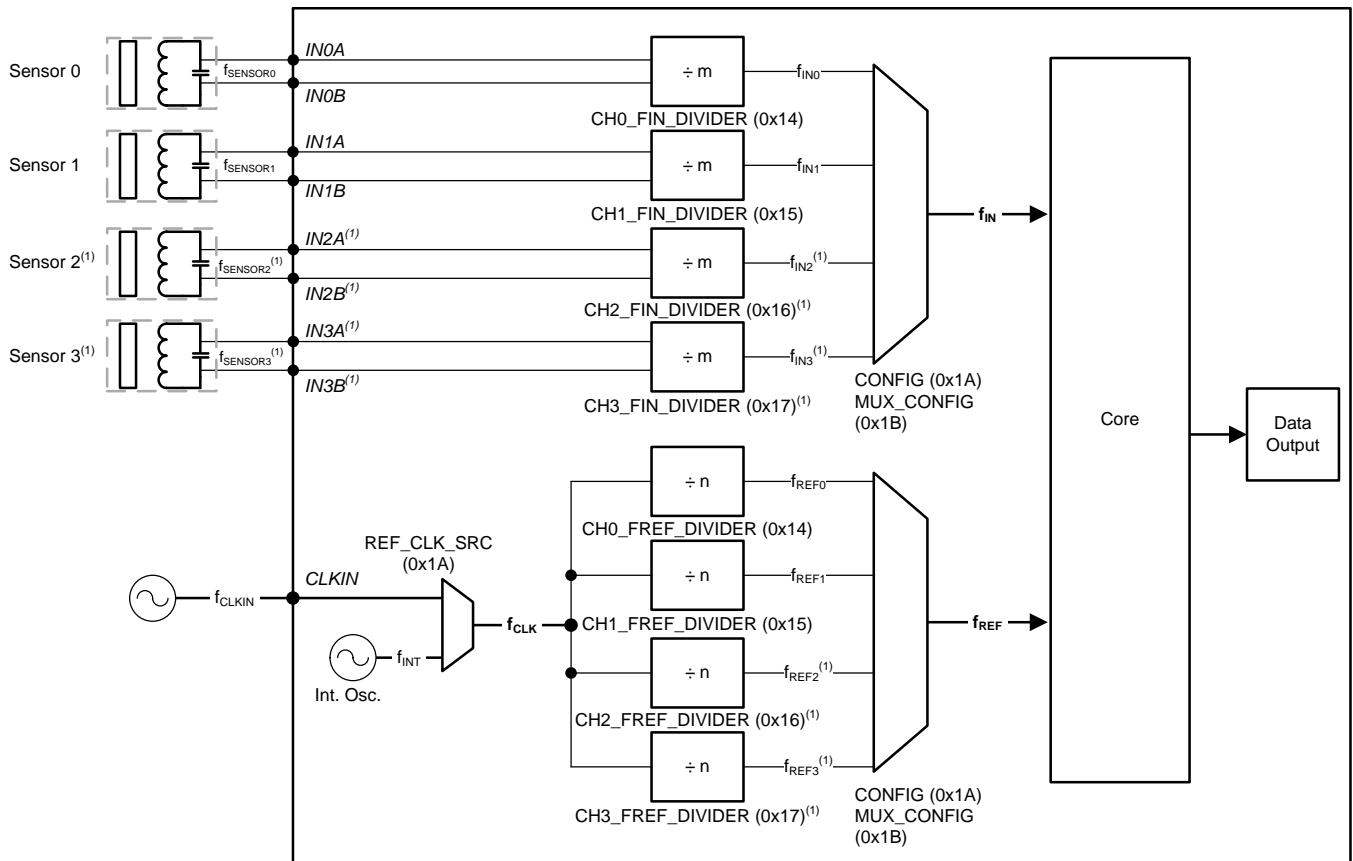 Sensor 0
fSENSOR0
IN0A
IN0B
÷ m
CH0_FIN_DIVIDER (0x14)
fIN0
Sensor 1
fSENSOR1
IN1A
IN1B
÷ m
CH1_FIN_DIVIDER (0x15)
fIN1
Sensor 2(1)
fSENSOR2(1)
IN2A(1)
IN2B(1)
÷ m
CH2_FIN_DIVIDER (0x16)(1)
fIN2(1)
Sensor 3(1)
fSENSOR3(1)
IN3A(1)
IN3B(1)
÷ m
CH3_FIN_DIVIDER (0x17)(1)
fIN3(1)
CONFIG (0x1A)
MUX_CONFIG
(0x1B)
fIN
Core
Data
Output
fCLKIN
CLKIN
REF_CLK_SRC
(0x1A)
fINT
Int. Osc.
fCLK
÷ n
CH0_FREF_DIVIDER (0x14)
fREF0
÷ n
CH1_FREF_DIVIDER (0x15)
fREF1
÷ n
CH2_FREF_DIVIDER (0x16)(1)
fREF2(1)
÷ n
CH3_FREF_DIVIDER (0x17)(1)
fREF3(1)
CONFIG (0x1A)
MUX_CONFIG
(0x1B)
fREF